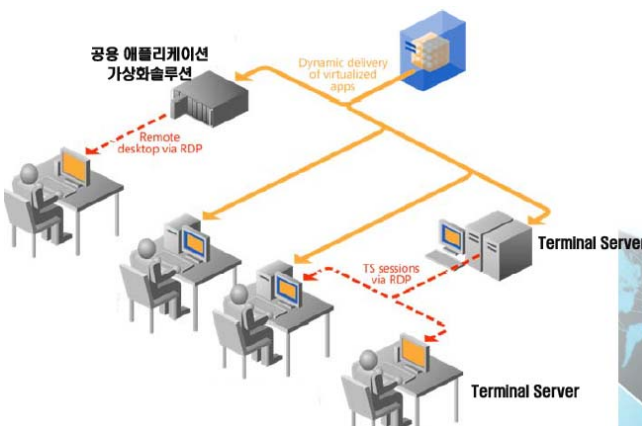 공용 애플리케이션
가상화솔루션
Dynamic delivery
of virtualized
apps
Remote
desktop via RDP
Terminal Server
TS sessions
via RDP
Terminal Server